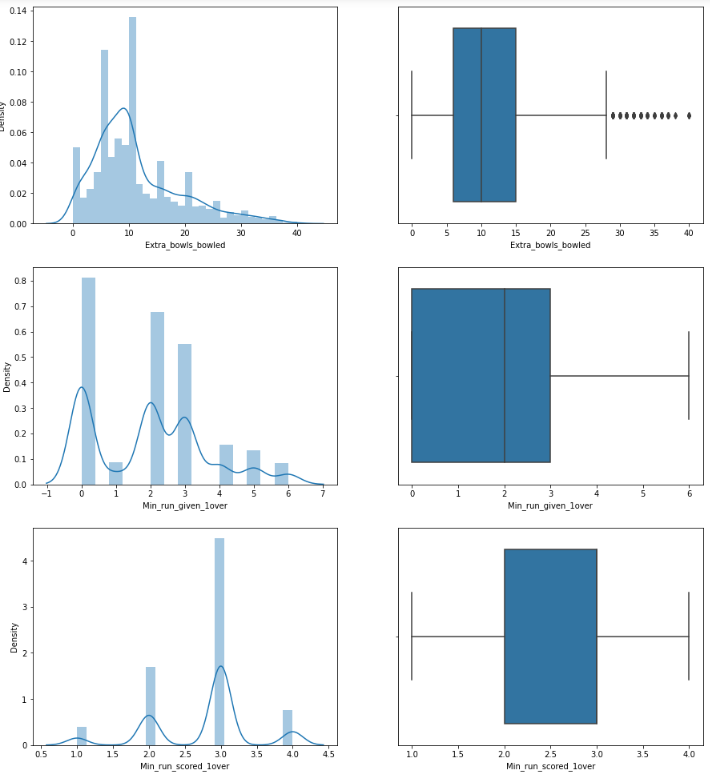 0.14
0.12
0.10
0.08
0.06
0.04
0.02
0.00
Density
0 10 20 30 40
Extra_bowls_bowled
0 5 10 15 20 25 30 35 40
Extra_bowls_bowled
0.8
0.7
0.6
0.5
0.4
0.3
0.2
0.1
0.0
Density
−1 0 1 2 3 4 5 6 7
Min_run_given_1over
0 1 2 3 4 5 6
Min_run_given_1over
4
3
2
1
0
Density
0.5 1.0 1.5 2.0 2.5 3.0 3.5 4.0 4.5
Min_run_scored_1over
1.0 1.5 2.0 2.5 3.0 3.5 4.0
Min_run_scored_1over